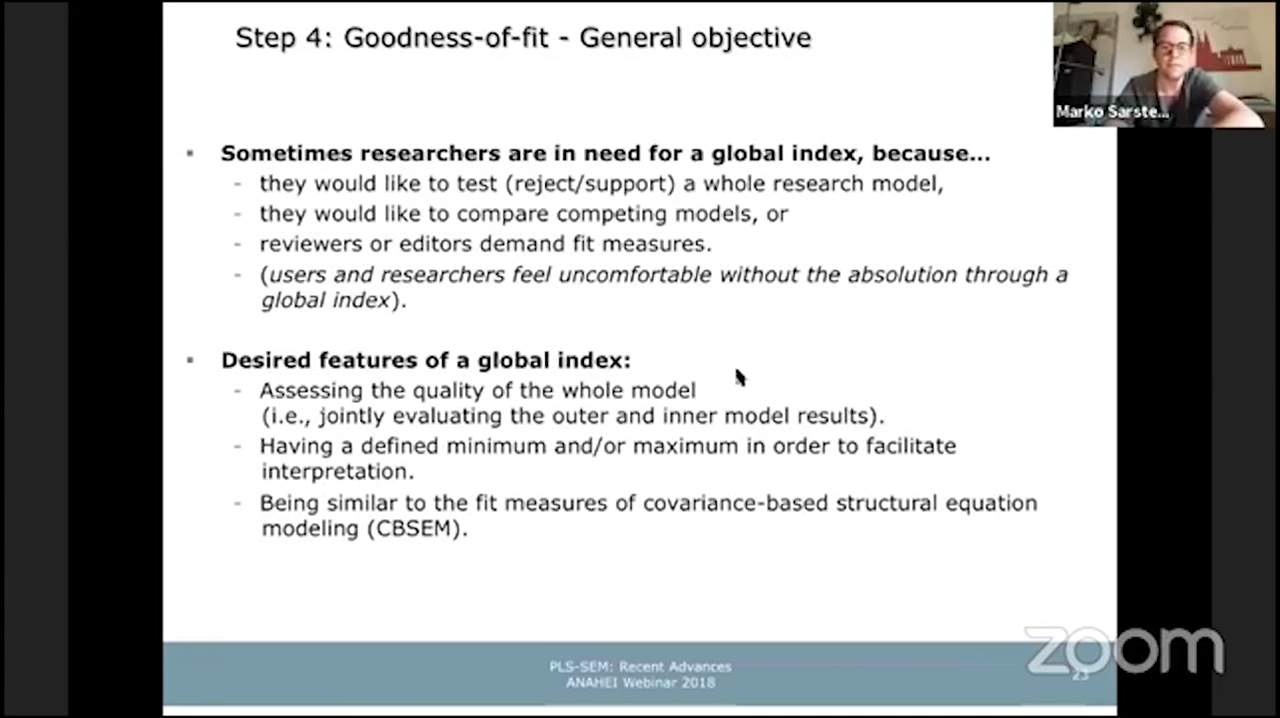 Step 4: Goodness-of-fit - General objective
Marko Sarste...
▪ Sometimes researchers are in need for a global index, because...
- they would like to test (reject/support) a whole research model,
- they would like to compare competing models, or
- reviewers or editors demand fit measures.
- (users and researchers feel uncomfortable without the absolution through a
global index).
▪ Desired features of a global index:
- Assessing the quality of the whole model
(i.e., jointly evaluating the outer and inner model results).
- Having a defined minimum and/or maximum in order to facilitate
interpretation.
- Being similar to the fit measures of covariance-based structural equation
modeling (CBSEM).
PLS-SEM: Recent Advances
ANAHEI Webinar 2018
zoom
23